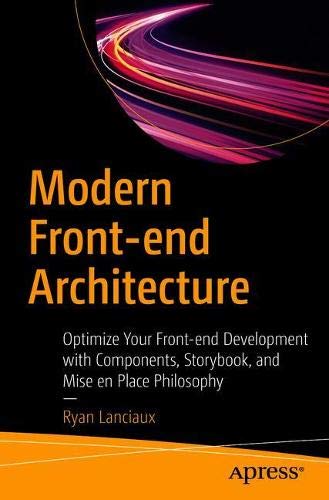 Modern
Front-end
Architecture
Optimize Your Front-end Development
with Components, Storybook, and
Mise en Place Philosophy
—
Ryan Lanciaux
Apress®